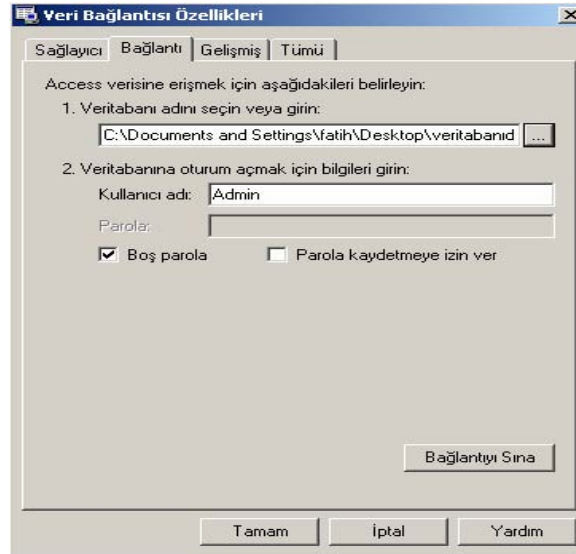 Veri Bağlantısı Özellikleri
Sağlayıcı Bağlantı Gelişmiş Tümü
Access verisine erişmek için aşağıdakileri belirleyin:
1. Veritabanı adını seçin veya girin:
C:\Documents and Settings\fatih\Desktop\veritabanıd ...
2. Veritabanına oturum açmak için bilgileri girin:
Kullanıcı adı: Admin
Parola:
Boş parola Parola kaydetmeye izin ver
Bağlantıyı Sına
Tamam İptal Yardım